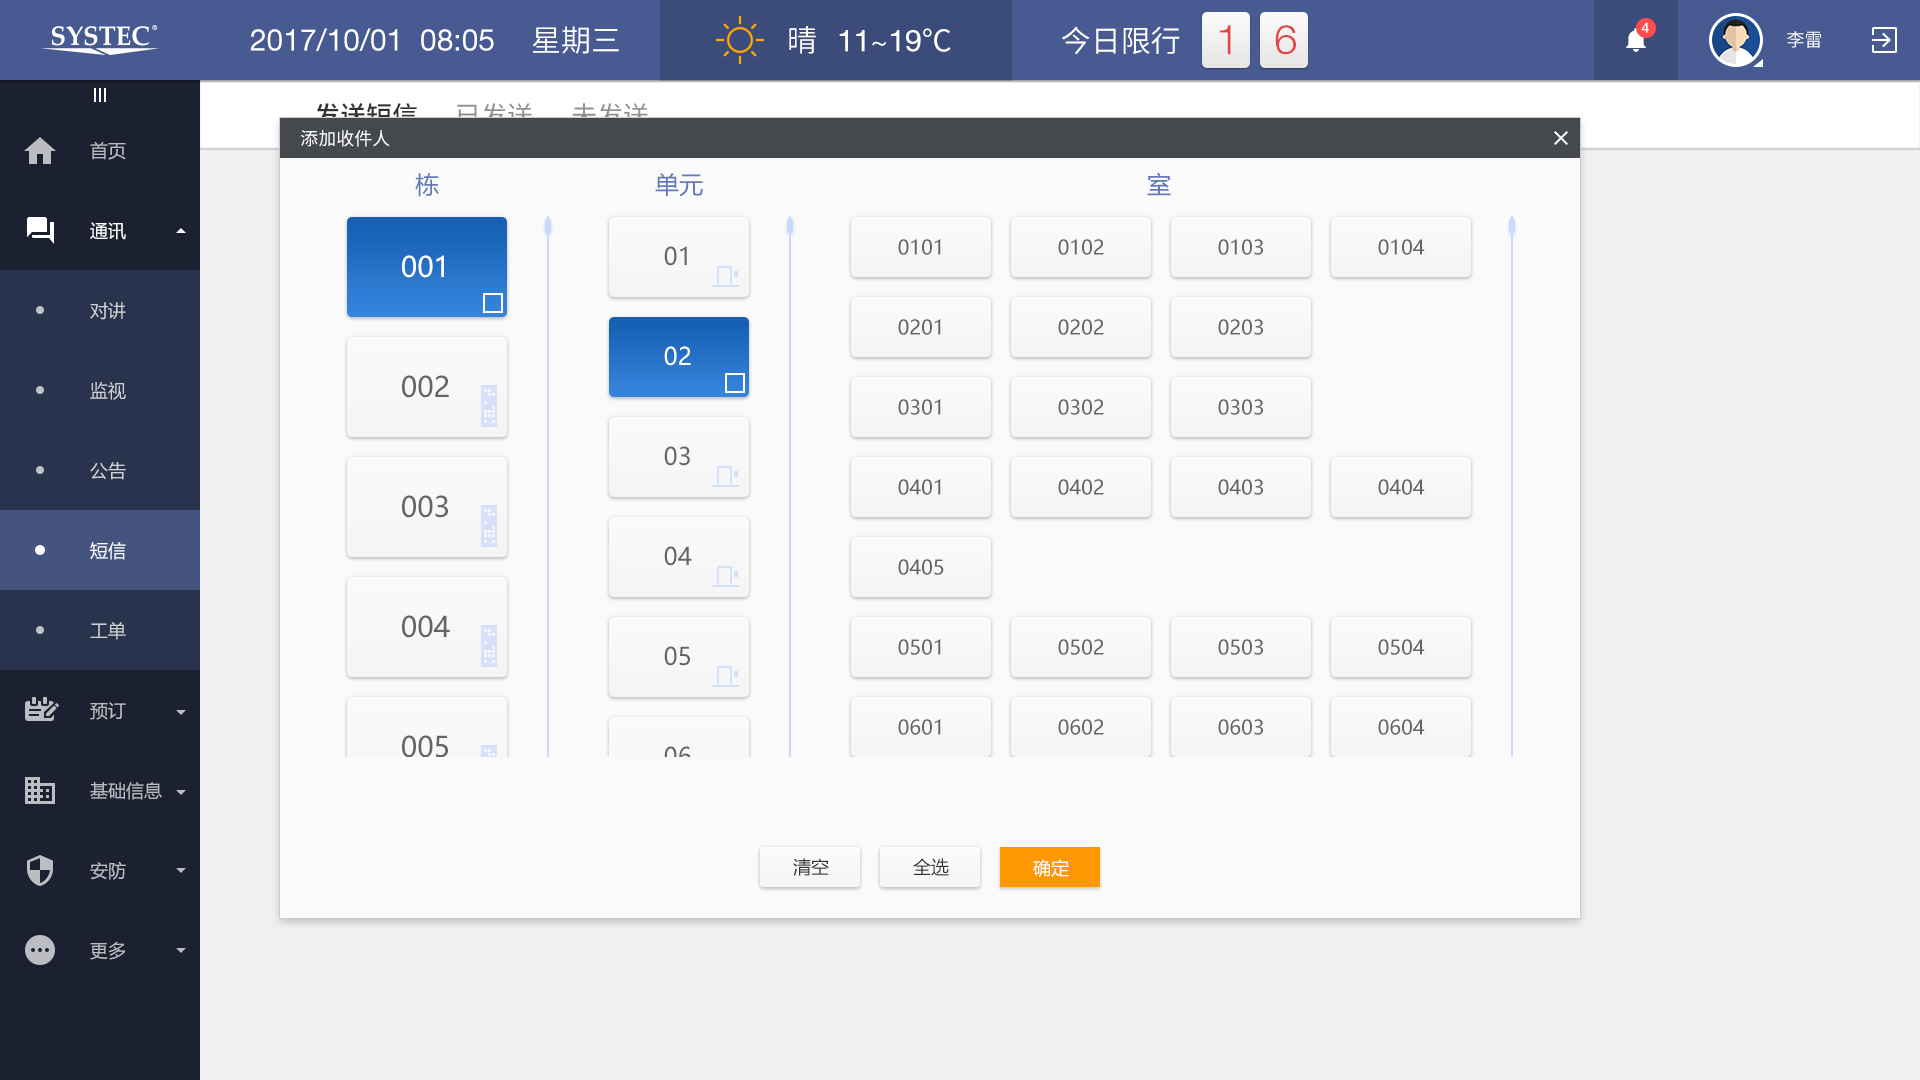 SYSTEC®
2017/10/01 08:05 星期三
晴 11~19°C
今日限行 1 6
4
李雷
首页
通讯
对讲
监视
公告
短信
工单
预订
基础信息
安防
更多
发送短信 已发送 未发送
添加收件人
栋 单元 室
001
002
003
004
005
01
02
03
04
05
06
0101 0102 0103 0104
0201 0202 0203
0301 0302 0303
0401 0402 0403 0404
0405
0501 0502 0503 0504
0601 0602 0603 0604
清空 全选 确定